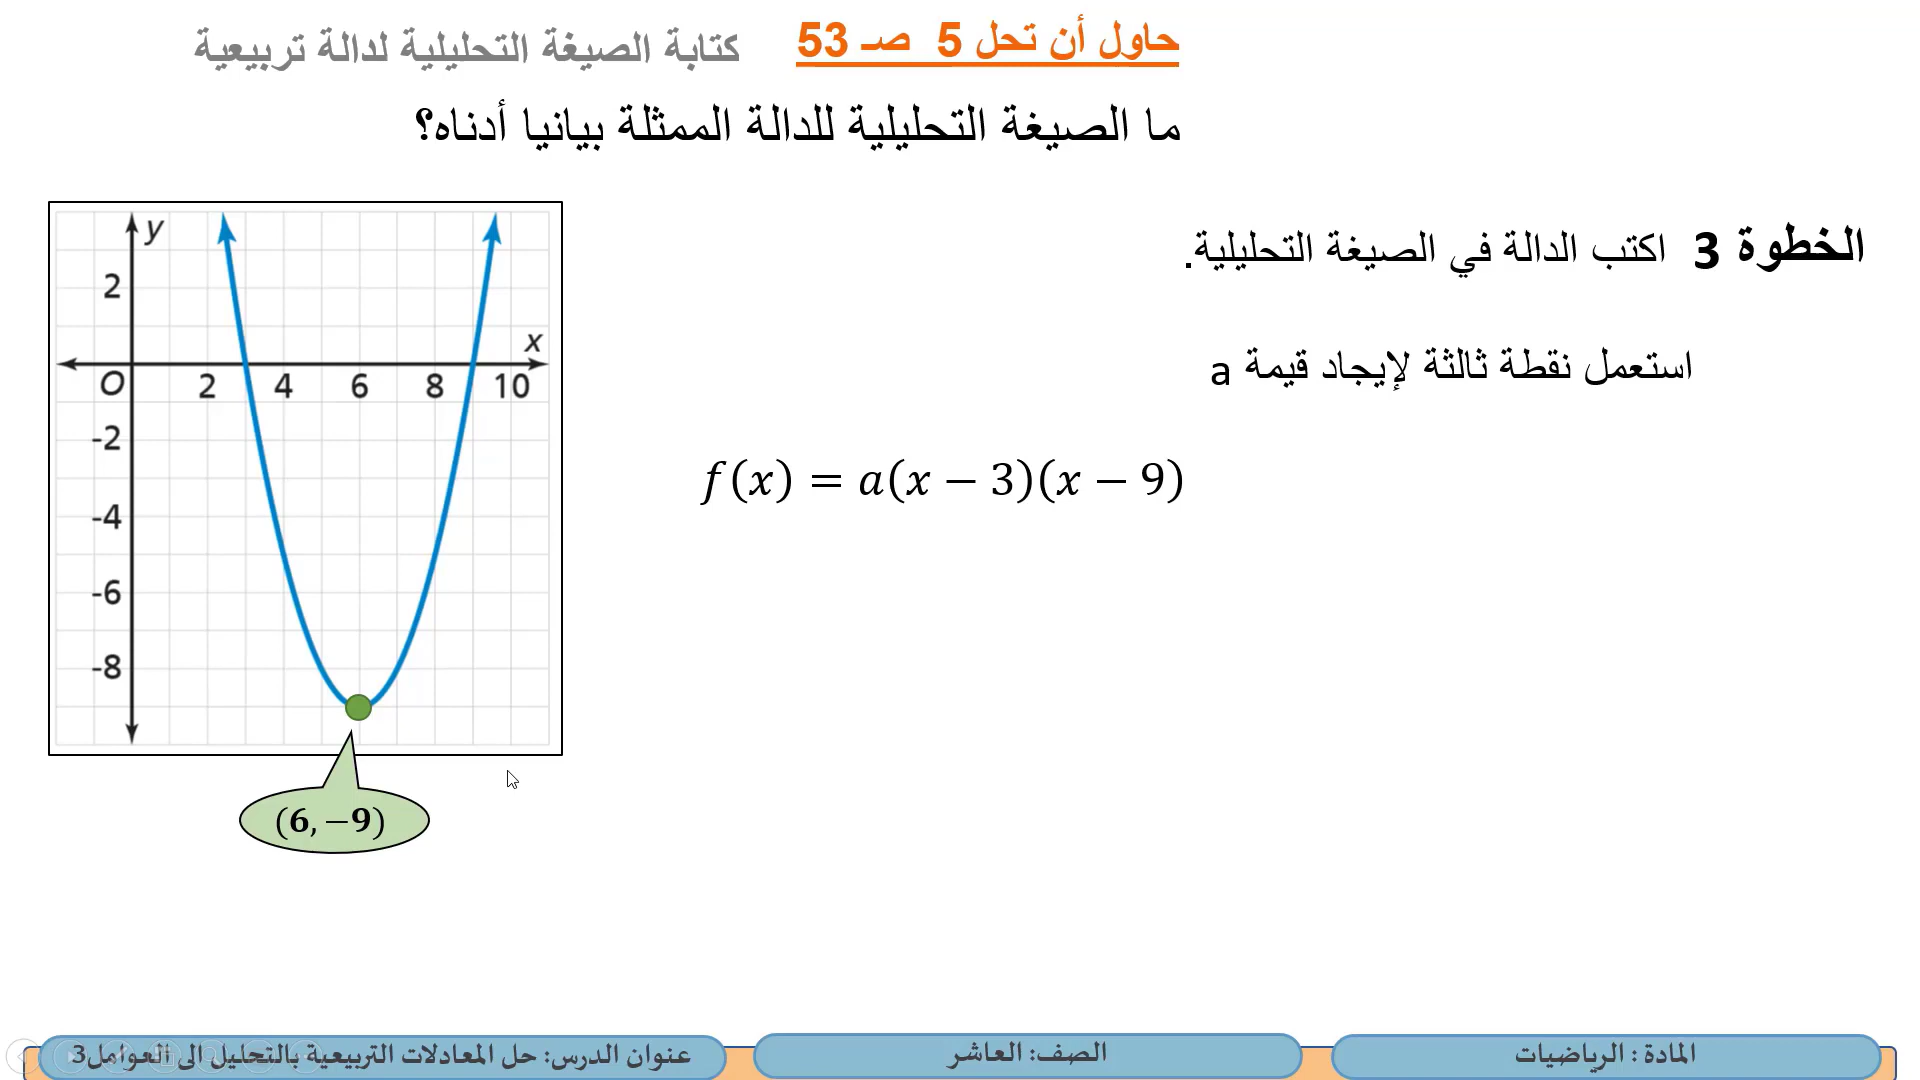 حاول أن تحل 5 صـ 53 كتابة الصيغة التحليلية لدالة تربيعية
ما الصيغة التحليلية للدالة الممثلة بيانيا أدناه؟
الخطوة 3 اكتب الدالة في الصيغة التحليلية.
استعمل نقطة ثالثة لإيجاد قيمة a
f(x) = a(x − 3)(x − 9)
y
2
x
O 2 4 6 8 10
-2
-4
-6
-8
(6, −9)
المادة : الرياضيات
الصف: العاشر
عنوان الدرس: حل المعادلات التربيعية بالتحليل الى العوامل3